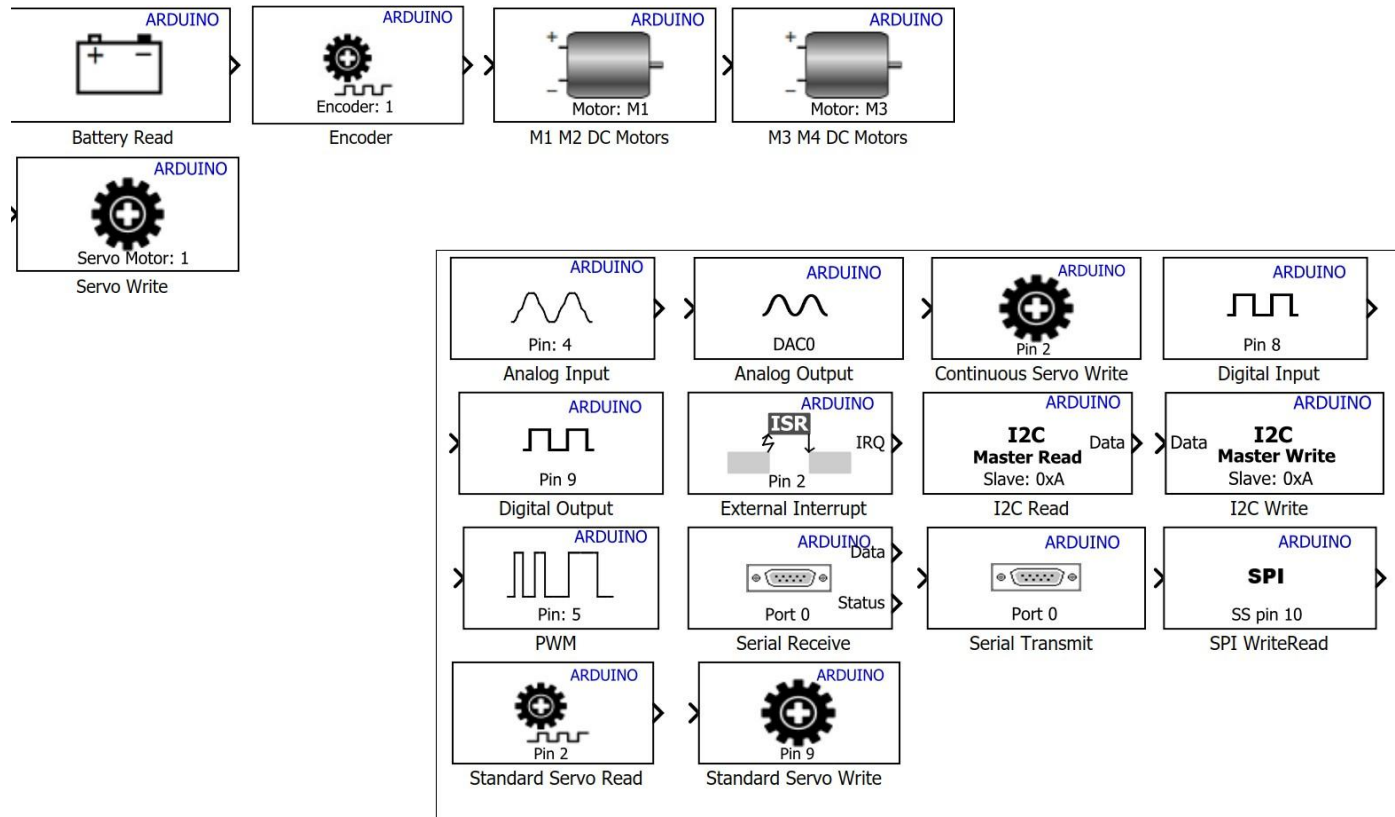 ARDUINO
+ −
Battery Read
ARDUINO
Encoder: 1
Encoder
ARDUINO
+
−
Motor: M1
M1 M2 DC Motors
ARDUINO
+
−
Motor: M3
M3 M4 DC Motors
ARDUINO
Servo Motor: 1
Servo Write
ARDUINO
Pin: 4
Analog Input
ARDUINO
DAC0
Analog Output
ARDUINO
Pin 2
Continuous Servo Write
ARDUINO
Pin 8
Digital Input
ARDUINO
Pin 9
Digital Output
ARDUINO
ISR
IRQ
Pin 2
External Interrupt
ARDUINO
I2C
Data
Master Read
Slave: 0xA
I2C Read
ARDUINO
I2C
Data
Master Write
Slave: 0xA
I2C Write
ARDUINO
Pin: 5
PWM
ARDUINO
Data
Status
Port 0
Serial Receive
ARDUINO
Port 0
Serial Transmit
ARDUINO
SPI
SS pin 10
SPI WriteRead
ARDUINO
Pin 2
Standard Servo Read
ARDUINO
Pin 9
Standard Servo Write